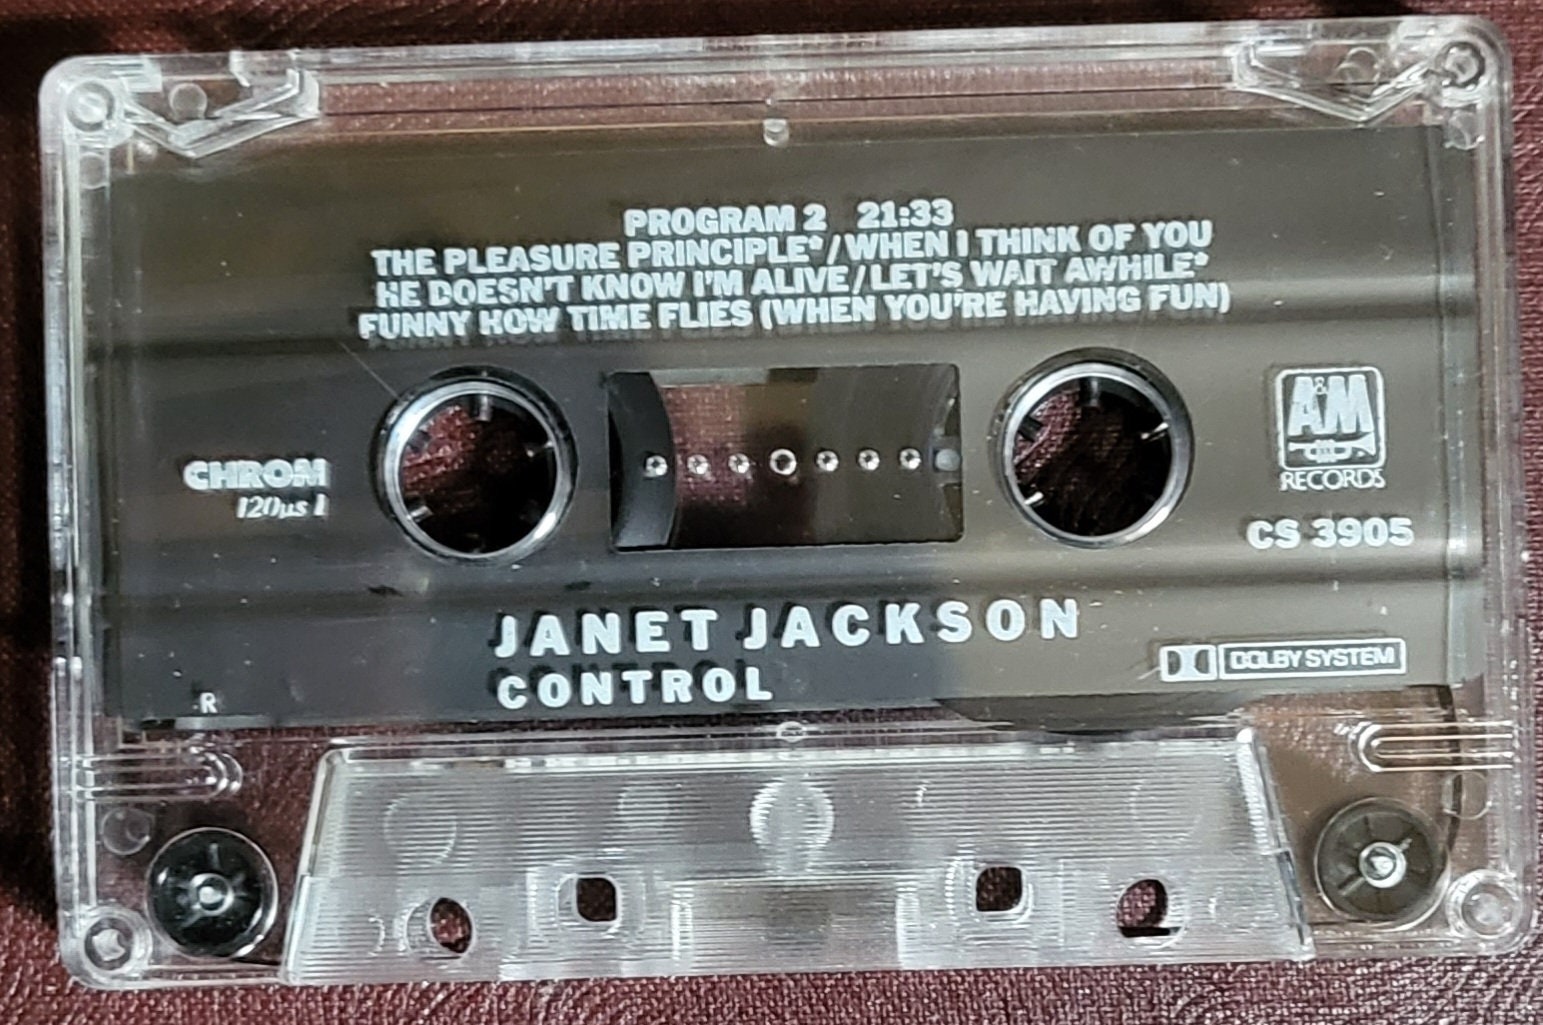 PROGRAM 2 21:33
THE PLEASURE PRINCIPLE*/WHEN I THINK OF YOU
HE DOESN'T KNOW I'M ALIVE/LET'S WAIT AWHILE*
FUNNY HOW TIME FLIES (WHEN YOU'RE HAVING FUN)
A&M
RECORDS
CHROM
120µs I
CS 3905
JANET JACKSON
CONTROL
DOLBY SYSTEM
R